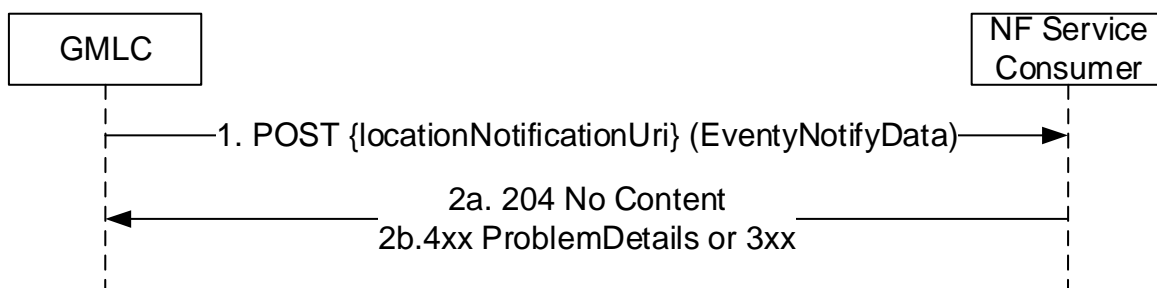 GMLC
NF Service
Consumer
1. POST {locationNotificationUri} (EventyNotifyData)
2a. 204 No Content
2b.4xx ProblemDetails or 3xx